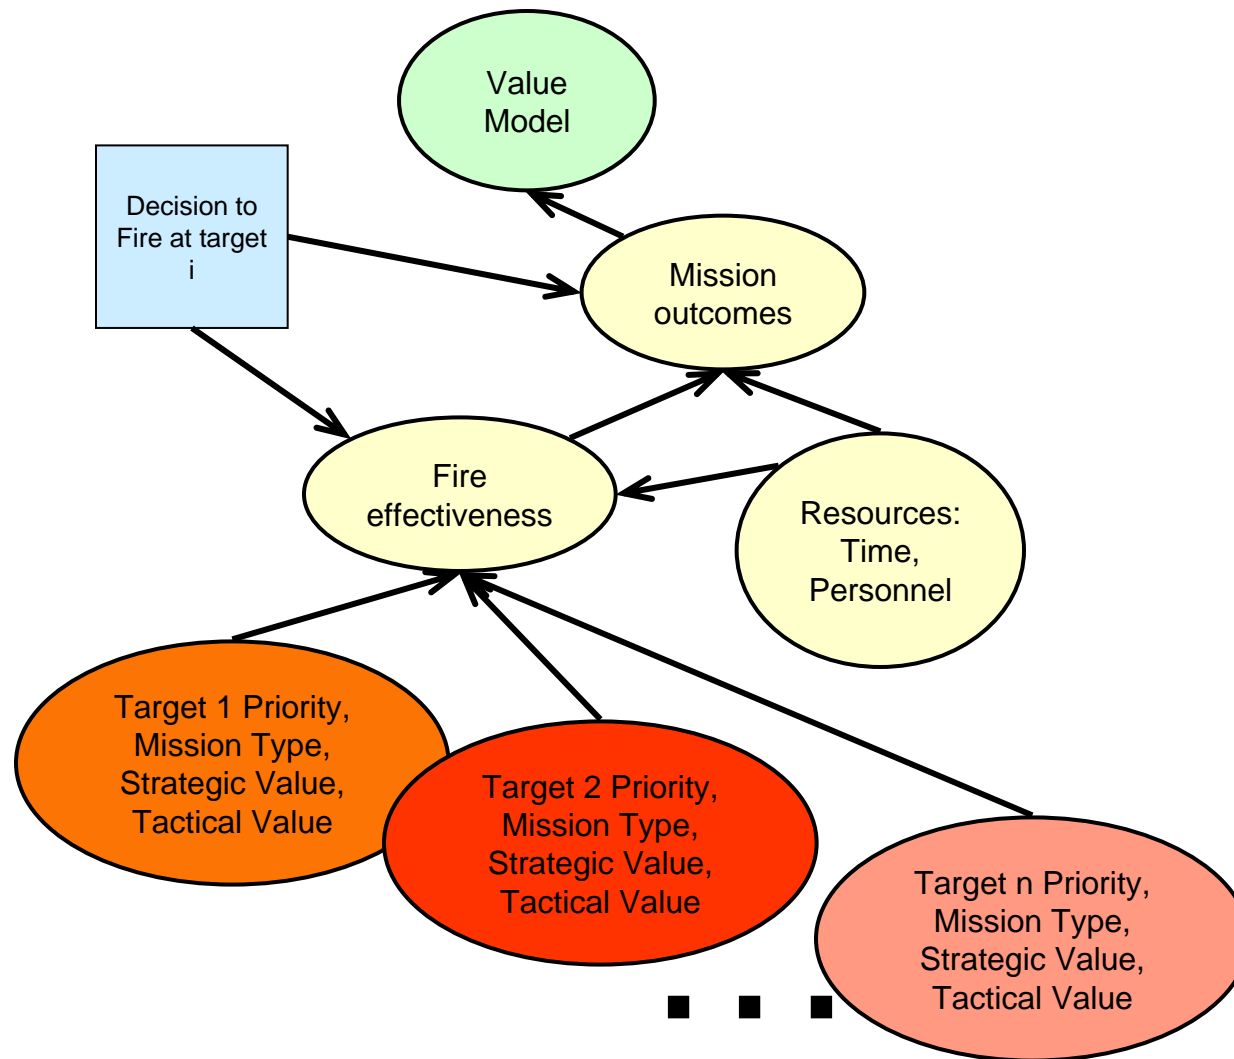 Value
Model
Decision to
Fire at target
i
Mission
outcomes
Fire
effectiveness
Resources:
Time,
Personnel
Target 1 Priority,
Mission Type,
Strategic Value,
Tactical Value
Target 2 Priority,
Mission Type,
Strategic Value,
Tactical Value
Target n Priority,
Mission Type,
Strategic Value,
Tactical Value